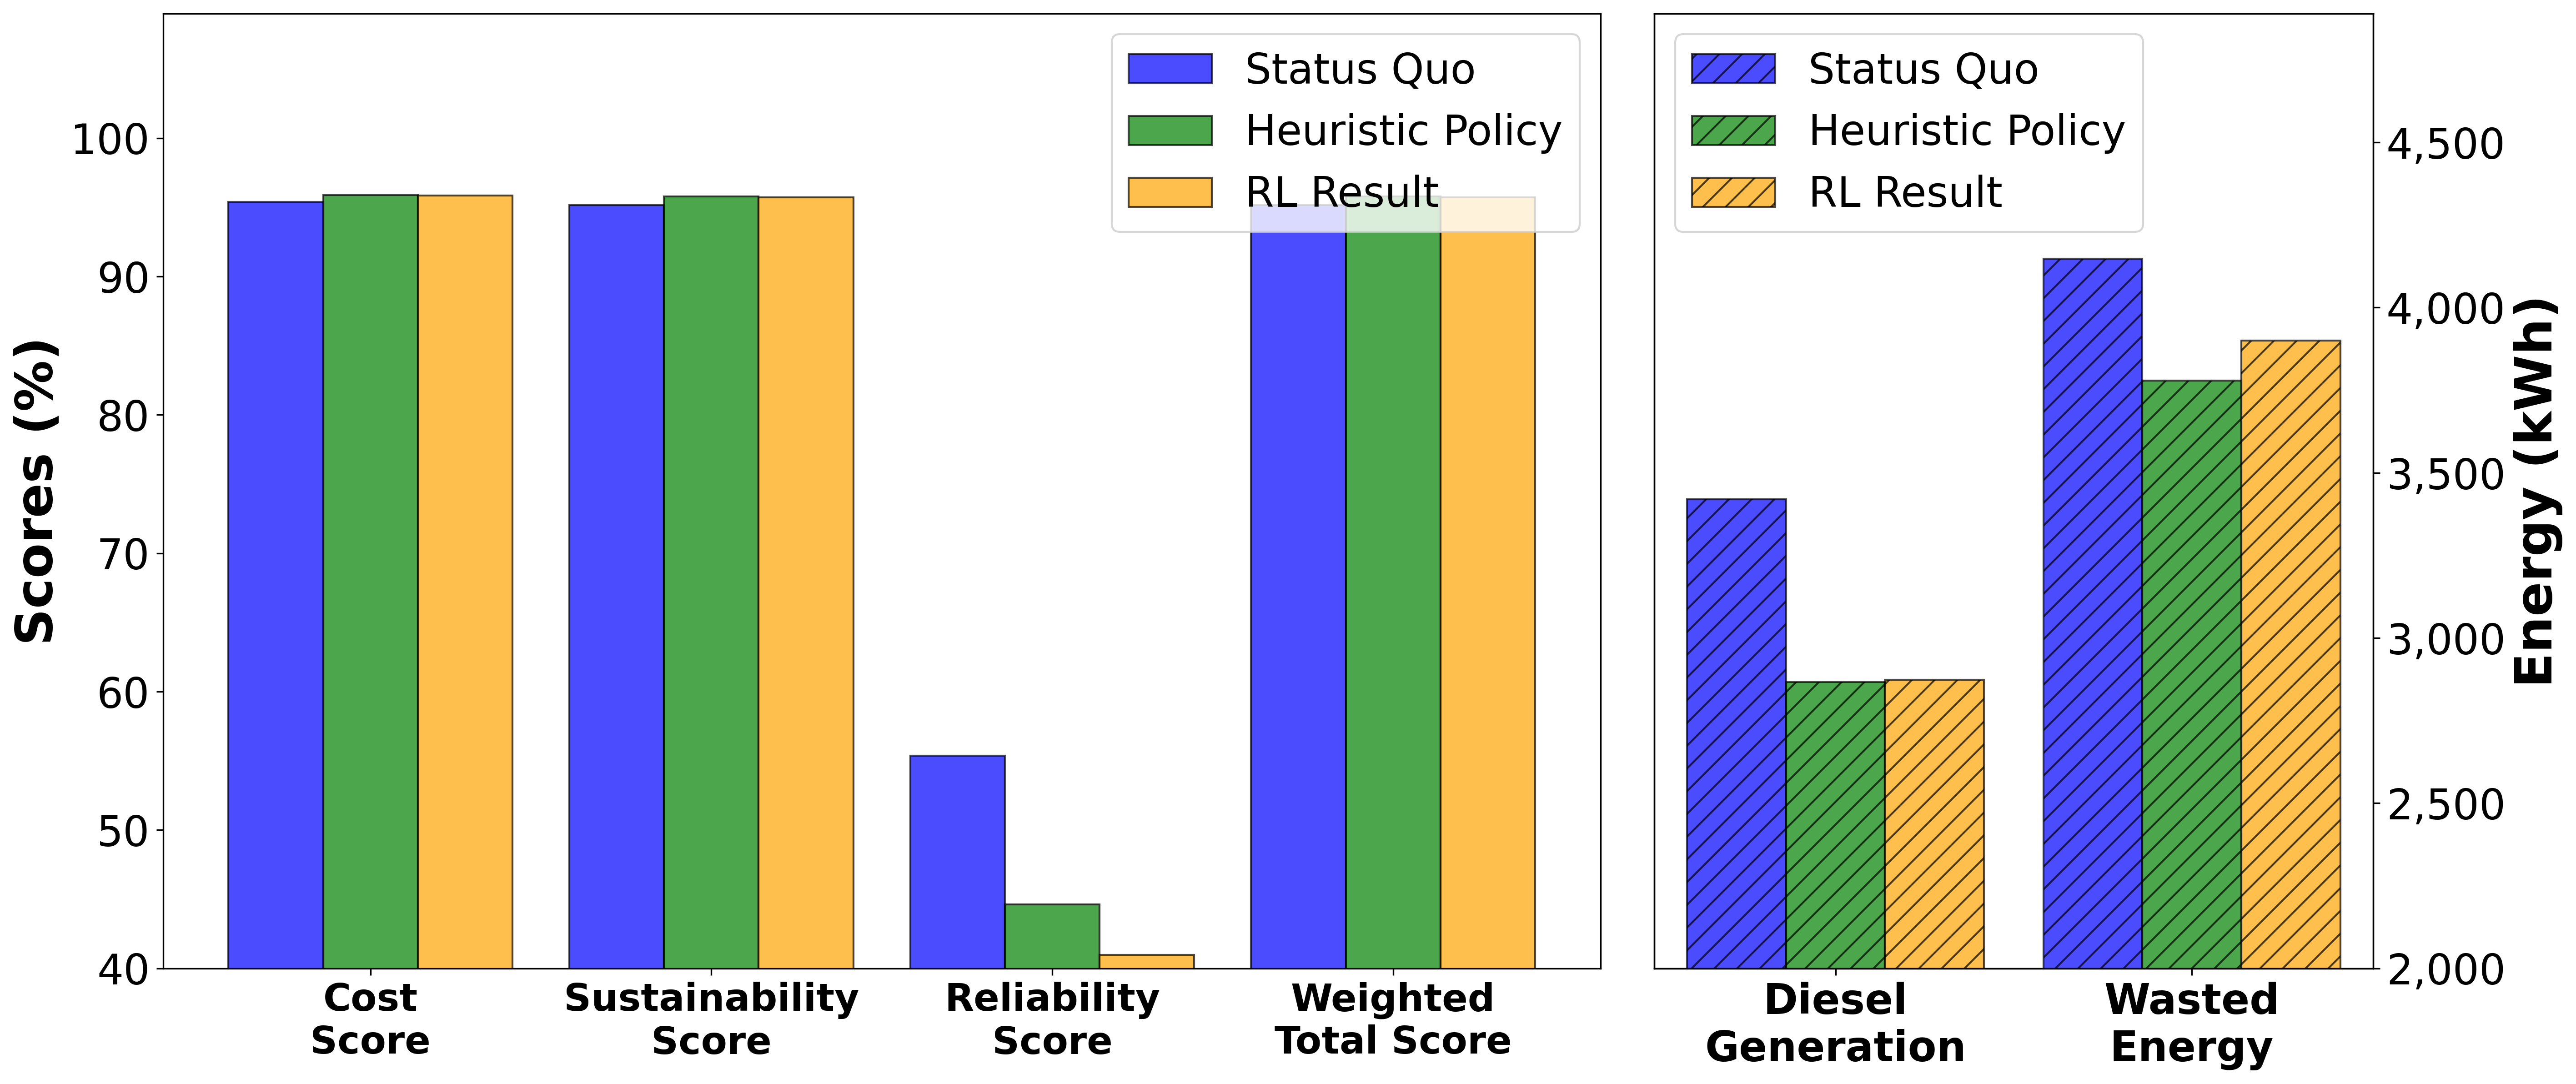 Scores (%)
100
90
80
70
60
50
40
Status Quo
Heuristic Policy
RL Result
Cost
Score
Sustainability
Score
Reliability
Score
Weighted
Total Score
Status Quo
Heuristic Policy
RL Result
4,500
4,000
3,500
3,000
2,500
2,000
Energy (kWh)
Diesel
Generation
Wasted
Energy